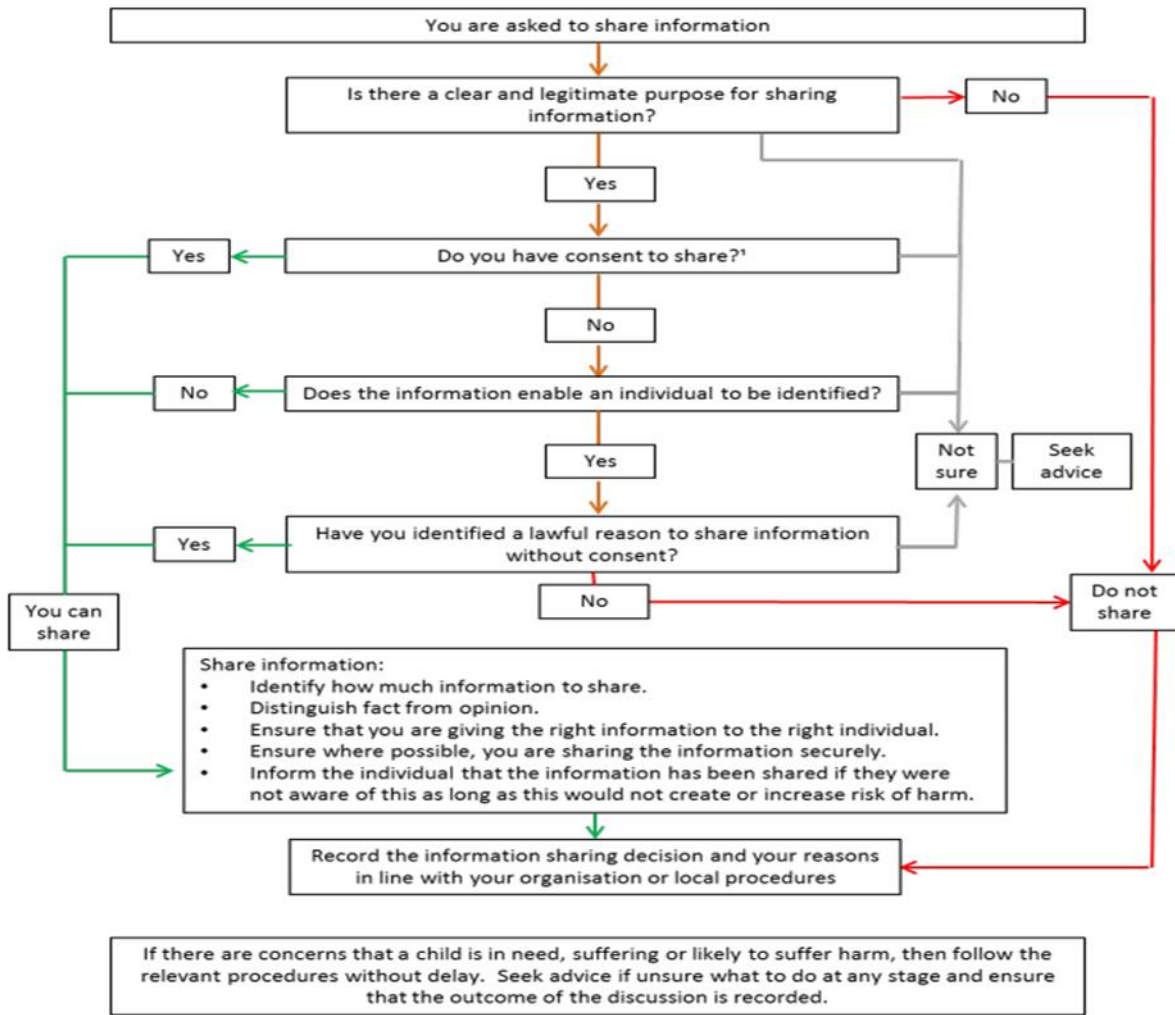 You are asked to share information
Is there a clear and legitimate purpose for sharing
information?
No
Yes
Yes
Do you have consent to share?¹
No
No
Does the information enable an individual to be identified?
Yes
Not
sure
Seek
advice
Yes
Have you identified a lawful reason to share information
without consent?
No
You can
share
Do not
share
Share information:
• Identify how much information to share.
• Distinguish fact from opinion.
• Ensure that you are giving the right information to the right individual.
• Ensure where possible, you are sharing the information securely.
• Inform the individual that the information has been shared if they were
not aware of this as long as this would not create or increase risk of harm.
Record the information sharing decision and your reasons
in line with your organisation or local procedures
If there are concerns that a child is in need, suffering or likely to suffer harm, then follow the
relevant procedures without delay. Seek advice if unsure what to do at any stage and ensure
that the outcome of the discussion is recorded.